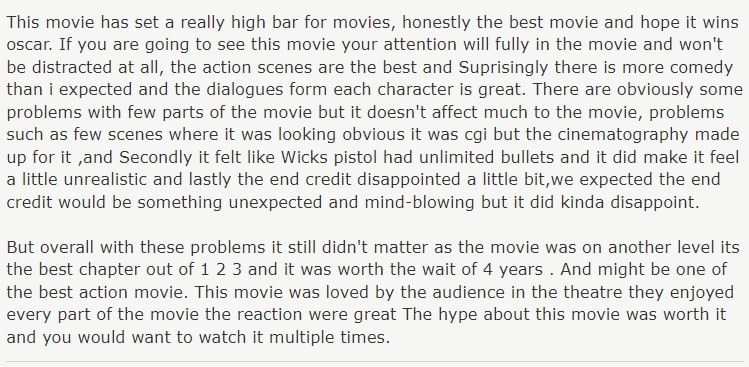 This movie has set a really high bar for movies, honestly the best movie and hope it wins
oscar. If you are going to see this movie your attention will fully in the movie and won't
be distracted at all, the action scenes are the best and Suprisingly there is more comedy
than i expected and the dialogues form each character is great. There are obviously some
problems with few parts of the movie but it doesn't affect much to the movie, problems
such as few scenes where it was looking obvious it was cgi but the cinematography made
up for it ,and Secondly it felt like Wicks pistol had unlimited bullets and it did make it feel
a little unrealistic and lastly the end credit disappointed a little bit,we expected the end
credit would be something unexpected and mind-blowing but it did kinda disappoint.

But overall with these problems it still didn't matter as the movie was on another level its
the best chapter out of 1 2 3 and it was worth the wait of 4 years . And might be one of
the best action movie. This movie was loved by the audience in the theatre they enjoyed
every part of the movie the reaction were great The hype about this movie was worth it
and you would want to watch it multiple times.